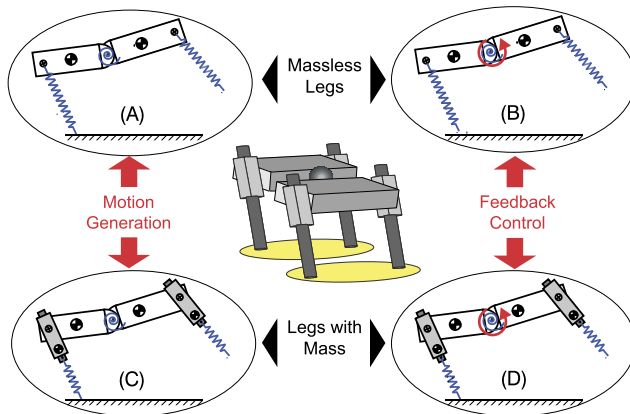 Massless
Legs
(A)
(B)
Motion
Generation
Feedback
Control
Legs with
Mass
(C)
(D)